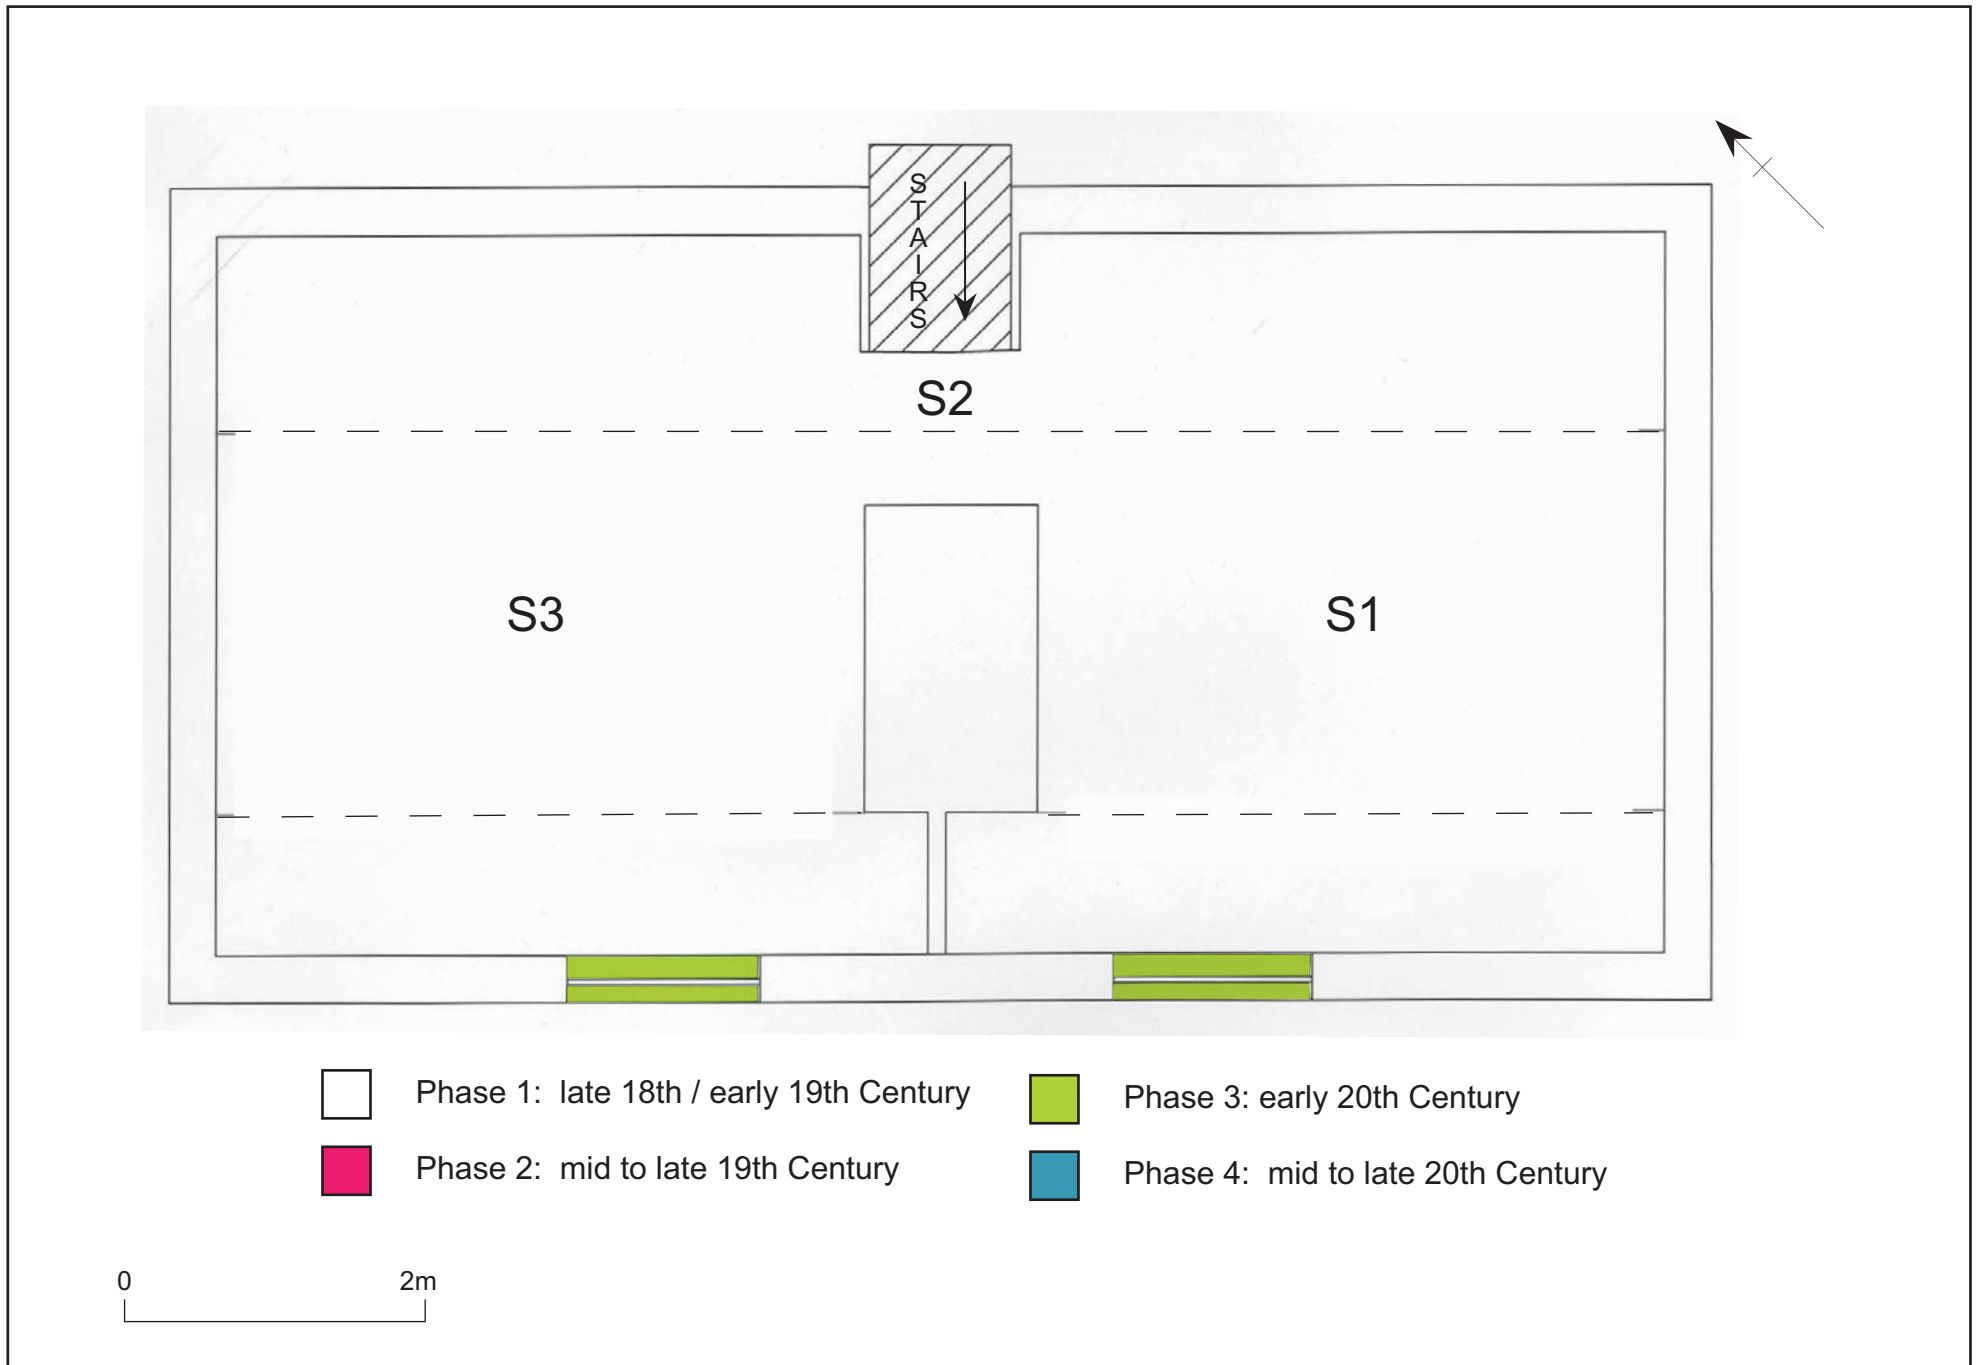 STAIRS
S2
S3
S1
Phase 1: late 18th / early 19th Century
Phase 3: early 20th Century
Phase 2: mid to late 19th Century
Phase 4: mid to late 20th Century
0
2m